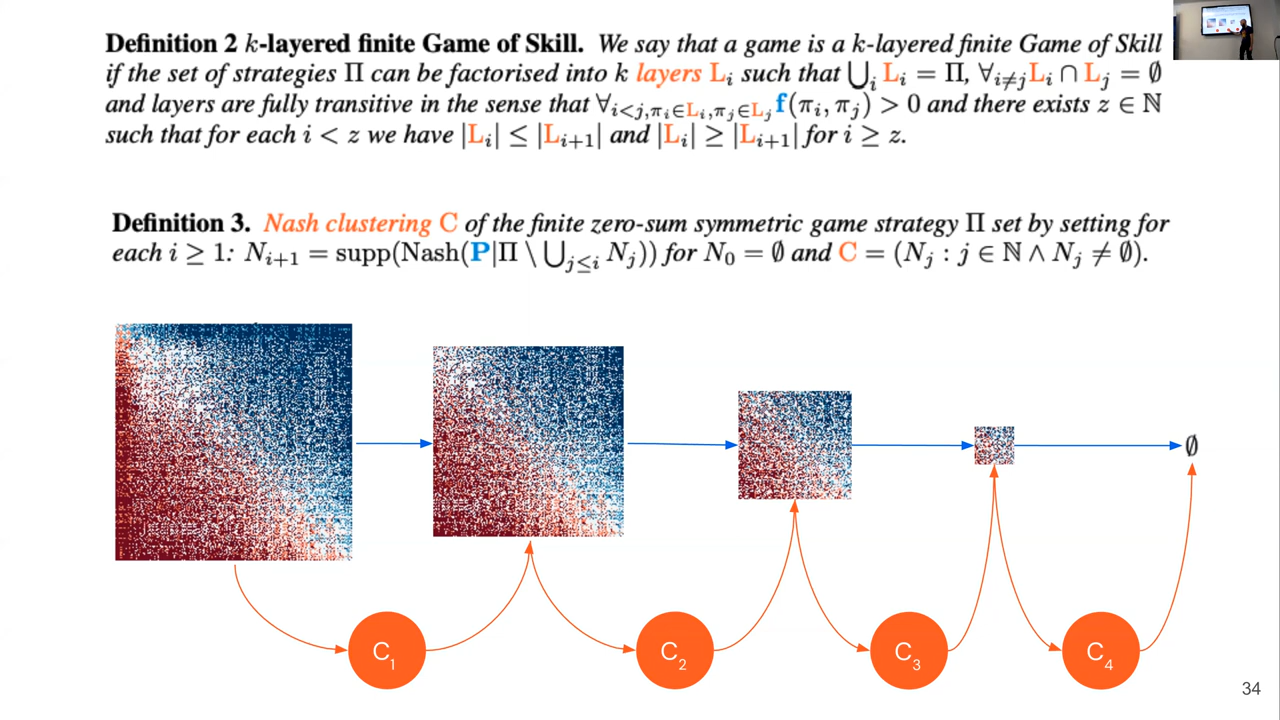 Definition 2 k-layered finite Game of Skill. We say that a game is a k-layered finite Game of Skill
if the set of strategies Π can be factorised into k layers Lᵢ such that ⋃ᵢ Lᵢ = Π, ∀ᵢ≠ⱼLᵢ ∩ Lⱼ = ∅
and layers are fully transitive in the sense that ∀_{i<j,πᵢ∈Lᵢ,πⱼ∈Lⱼ}f(πᵢ, πⱼ) > 0 and there exists z ∈ ℕ
such that for each i < z we have |Lᵢ| ≤ |Lᵢ₊₁| and |Lᵢ| ≥ |Lᵢ₊₁| for i ≥ z.
Definition 3. Nash clustering C of the finite zero-sum symmetric game strategy Π set by setting for
each i ≥ 1: Nᵢ₊₁ = supp(Nash(P|Π \ ⋃_{j≤i} Nⱼ)) for N₀ = ∅ and C = (Nⱼ : j ∈ ℕ ∧ Nⱼ ≠ ∅).
∅
C₁
C₂
C₃
C₄
34